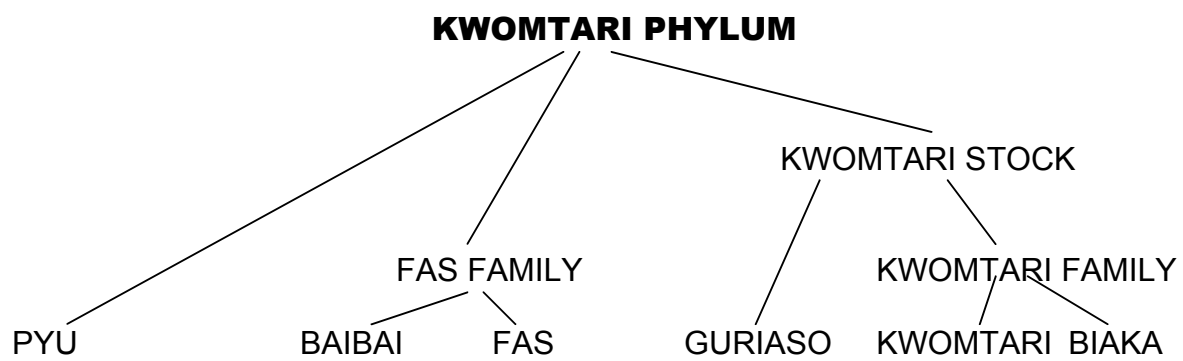 KWOMTARI PHYLUM
KWOMTARI STOCK
FAS FAMILY KWOMTARI FAMILY
PYU BAIBAI FAS GURIASO KWOMTARI BIAKA